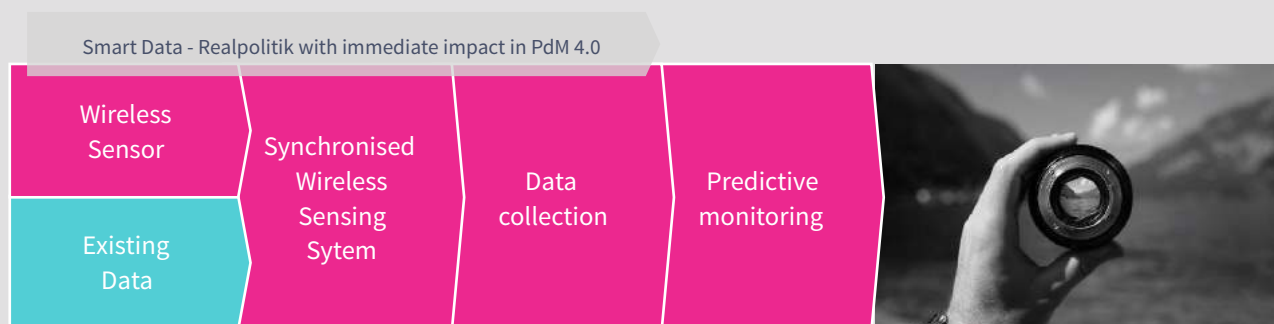 Smart Data - Realpolitik with immediate impact in PdM 4.0
Wireless
Sensor
Existing
Data
Synchronised
Wireless
Sensing
Sytem
Data
collection
Predictive
monitoring